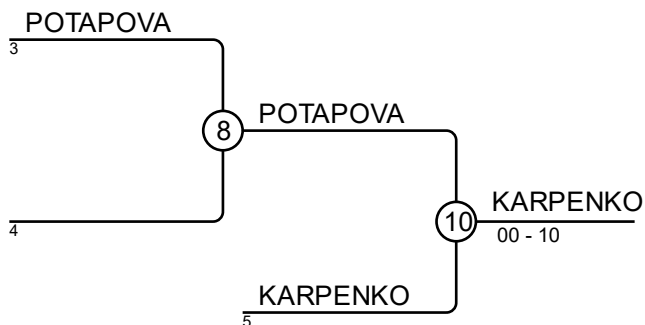 POTAPOVA
3
8
POTAPOVA
4
10
KARPENKO
00 - 10
KARPENKO
5